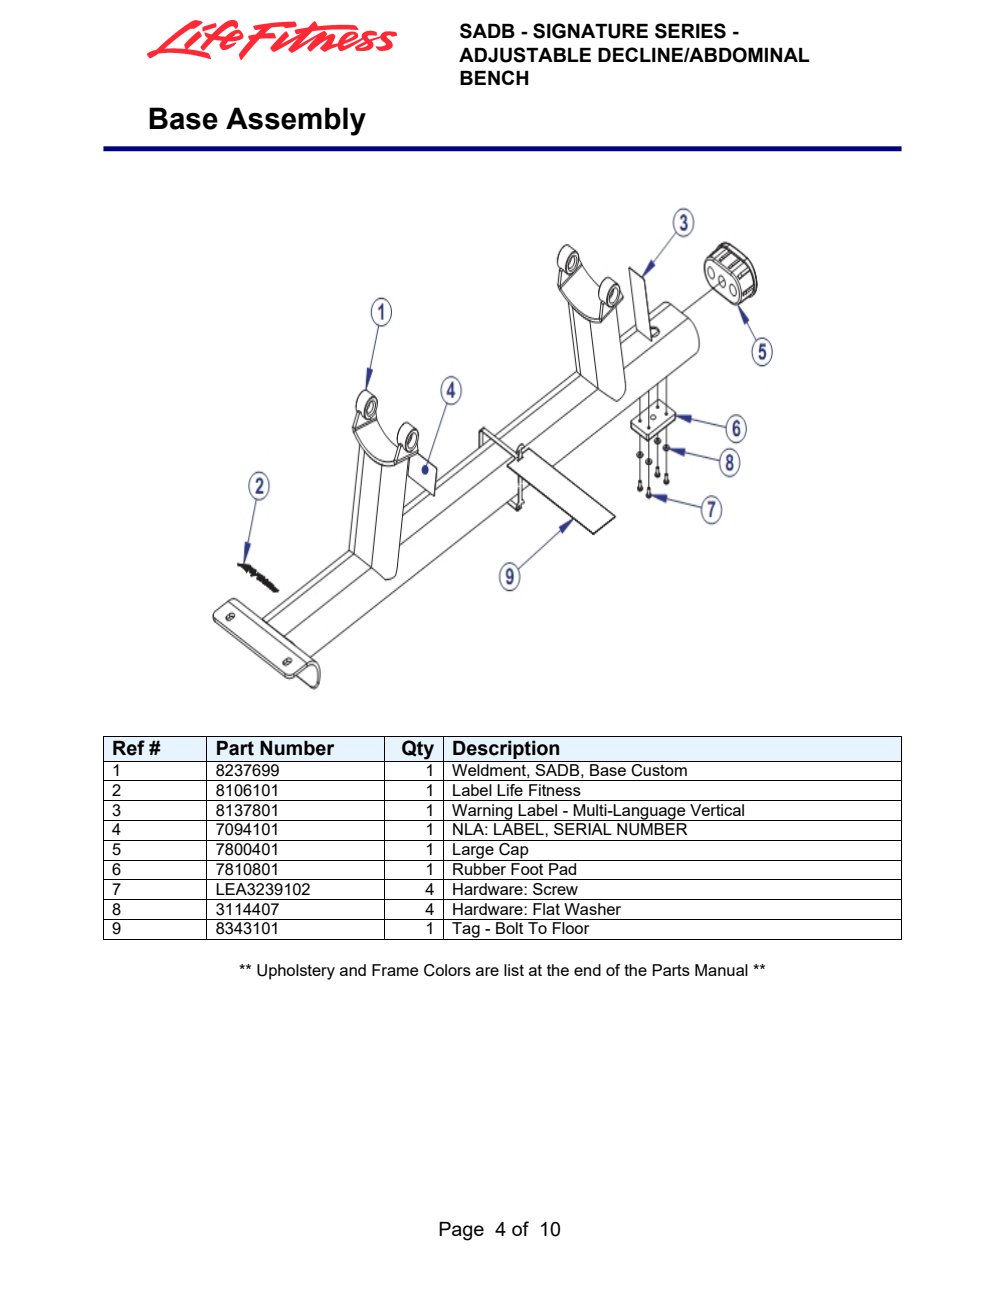 Life Fitness
SADB - SIGNATURE SERIES -
ADJUSTABLE DECLINE/ABDOMINAL
BENCH
Base Assembly
3
1
5
4
6
8
2
7
9
Ref # Part Number Qty Description
1 8237699 1 Weldment, SADB, Base Custom
2 8106101 1 Label Life Fitness
3 8137801 1 Warning Label - Multi-Language Vertical
4 7094101 1 NLA: LABEL, SERIAL NUMBER
5 7800401 1 Large Cap
6 7810801 1 Rubber Foot Pad
7 LEA3239102 4 Hardware: Screw
8 3114407 4 Hardware: Flat Washer
9 8343101 1 Tag - Bolt To Floor
** Upholstery and Frame Colors are list at the end of the Parts Manual **
Page 4 of 10